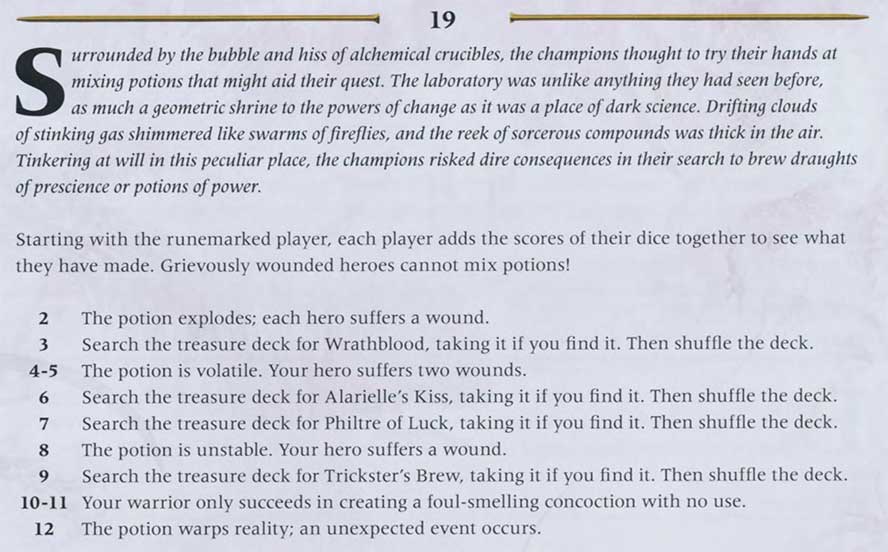 19
Surrounded by the bubble and hiss of alchemical crucibles, the champions thought to try their hands at
mixing potions that might aid their quest. The laboratory was unlike anything they had seen before,
as much a geometric shrine to the powers of change as it was a place of dark science. Drifting clouds
of stinking gas shimmered like swarms of fireflies, and the reek of sorcerous compounds was thick in the air.
Tinkering at will in this peculiar place, the champions risked dire consequences in their search to brew draughts
of prescience or potions of power.
Starting with the runemarked player, each player adds the scores of their dice together to see what
they have made. Grievously wounded heroes cannot mix potions!
2 The potion explodes; each hero suffers a wound.
3 Search the treasure deck for Wrathblood, taking it if you find it. Then shuffle the deck.
4-5 The potion is volatile. Your hero suffers two wounds.
6 Search the treasure deck for Alarielle's Kiss, taking it if you find it. Then shuffle the deck.
7 Search the treasure deck for Philtre of Luck, taking it if you find it. Then shuffle the deck.
8 The potion is unstable. Your hero suffers a wound.
9 Search the treasure deck for Trickster's Brew, taking it if you find it. Then shuffle the deck.
10-11 Your warrior only succeeds in creating a foul-smelling concoction with no use.
12 The potion warps reality; an unexpected event occurs.